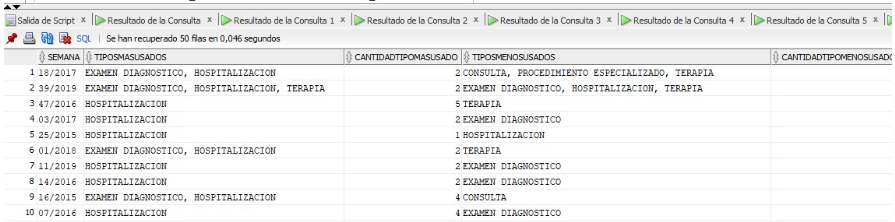 Salida de Script x Resultado de la Consulta x Resultado de la Consulta 1 x Resultado de la Consulta 2 x Resultado de la Consulta 3 x Resultado de la Consulta 4 x Resultado de la Consulta 5 x
SQL | Se han recuperado 50 filas en 0,046 segundos
SEMANA TIPOSMASUSADOS CANTIDADTIPOMASUSADO TIPOSMENOSUSADOS CANTIDADTIPOMENOSUSADO
1 18/2017 EXAMEN DIAGNOSTICO, HOSPITALIZACION 2 CONSULTA, PROCEDIMIENTO ESPECIALIZADO, TERAPIA
2 39/2019 EXAMEN DIAGNOSTICO, HOSPITALIZACION, TERAPIA 2 EXAMEN DIAGNOSTICO, HOSPITALIZACION, TERAPIA
3 47/2016 HOSPITALIZACION 5 TERAPIA
4 03/2017 HOSPITALIZACION 2 EXAMEN DIAGNOSTICO
5 25/2015 HOSPITALIZACION 1 HOSPITALIZACION
6 01/2018 EXAMEN DIAGNOSTICO, HOSPITALIZACION 2 TERAPIA
7 11/2019 HOSPITALIZACION 2 EXAMEN DIAGNOSTICO
8 14/2016 HOSPITALIZACION 2 EXAMEN DIAGNOSTICO
9 16/2015 EXAMEN DIAGNOSTICO, HOSPITALIZACION 4 CONSULTA
10 07/2016 HOSPITALIZACION 4 EXAMEN DIAGNOSTICO